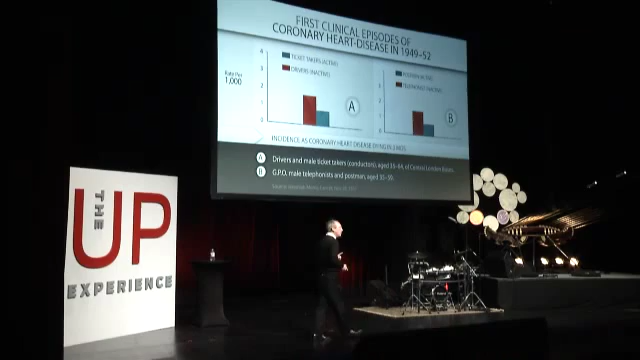 FIRST CLINICAL EPISODES OF
CORONARY HEART-DISEASE IN 1949-52
TICKET TAKERS (ACTIVE)
DRIVERS (INACTIVE)
Rate Per
1,000
A
B
INCIDENCE AS CORONARY HEART DISEASE DYING IN 3 MOS
A Drivers and male ticket takers (conductors), aged 35-64, of Central London Buses.
B G.P.O. male telephonists and postman, aged 35-59.
THE
UP
EXPERIENCE